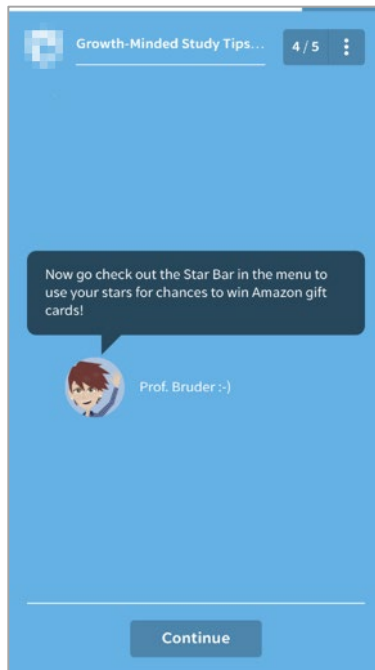 Growth-Minded Study Tips...
4 / 5
Now go check out the Star Bar in the menu to
use your stars for chances to win Amazon gift
cards!
Prof. Bruder :-)
Continue